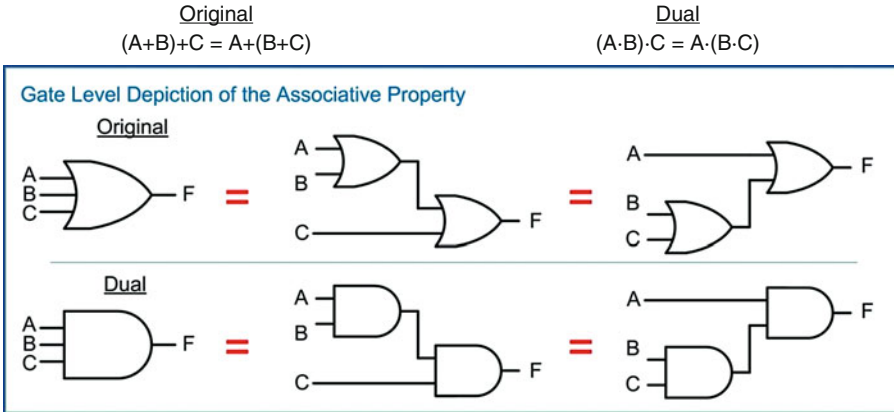 Original Dual
(A+B)+C = A+(B+C) (A·B)·C = A·(B·C)
Gate Level Depiction of the Associative Property
Original
A
B
C
F
=
A
B
C
F
=
A
B
C
F
Dual
A
B
C
F
=
A
B
C
F
=
A
B
C
F